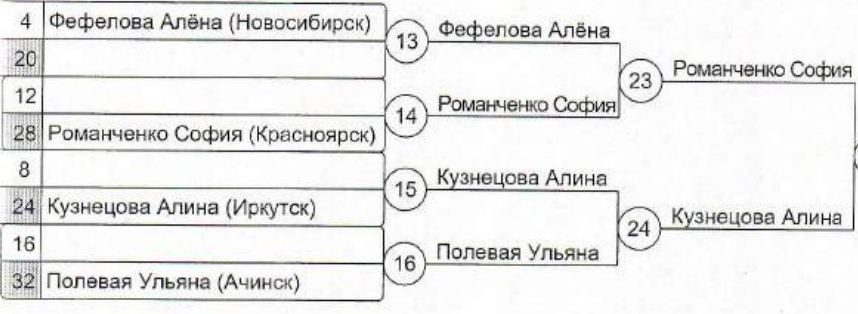 4 Фефелова Алёна (Новосибирск)
20
13 Фефелова Алёна
12
28 Романченко София (Красноярск)
14 Романченко София
23 Романченко София
8
24 Кузнецова Алина (Иркутск)
15 Кузнецова Алина
16
32 Полевая Ульяна (Ачинск)
16 Полевая Ульяна
24 Кузнецова Алина